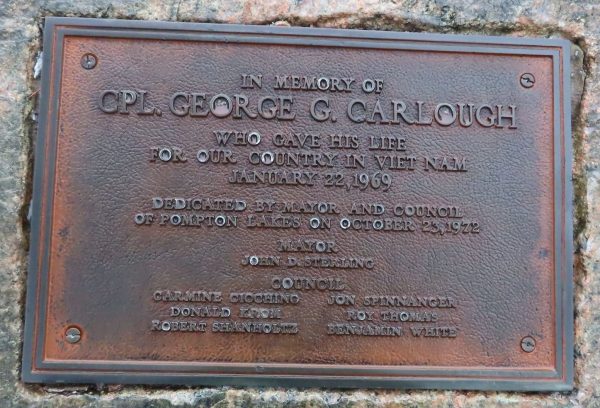 IN MEMORY OF
CPL. GEORGE G. CARLOUGH
WHO GAVE HIS LIFE
FOR OUR COUNTRY IN VIET NAM
JANUARY 22, 1969
DEDICATED BY MAYOR AND COUNCIL
OF POMPTON LAKES ON OCTOBER 23, 1972
MAYOR
JOHN D. STERLING
COUNCIL
CARMINE CICCHINO JON SPINNANGER
DONALD KROM ROY THOMAS
ROBERT SHANHOLTZ BENJAMIN WHITE